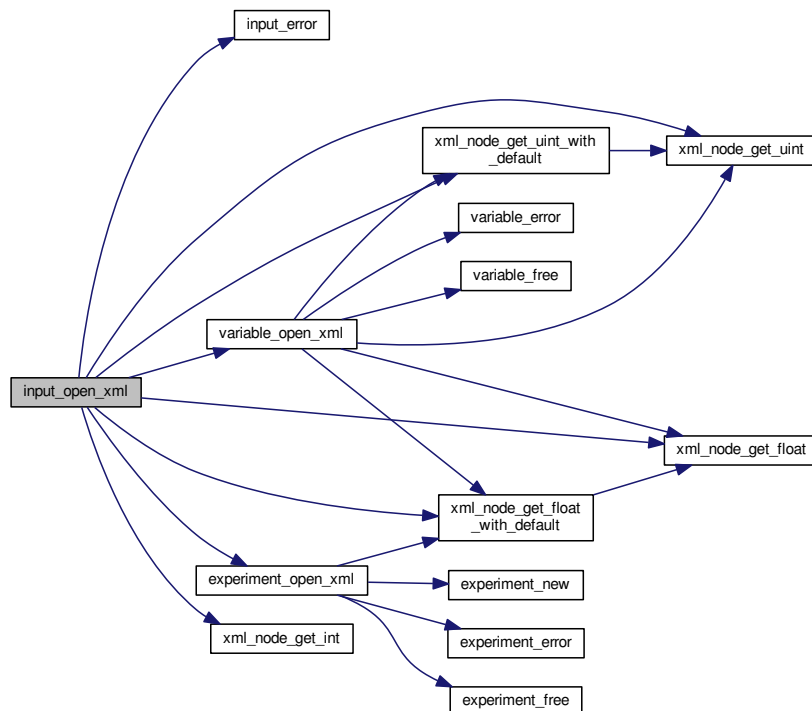 input_error
xml_node_get_uint_with
_default
xml_node_get_uint
variable_error
variable_free
variable_open_xml
input_open_xml
xml_node_get_float
xml_node_get_float
_with_default
experiment_open_xml
experiment_new
xml_node_get_int
experiment_error
experiment_free